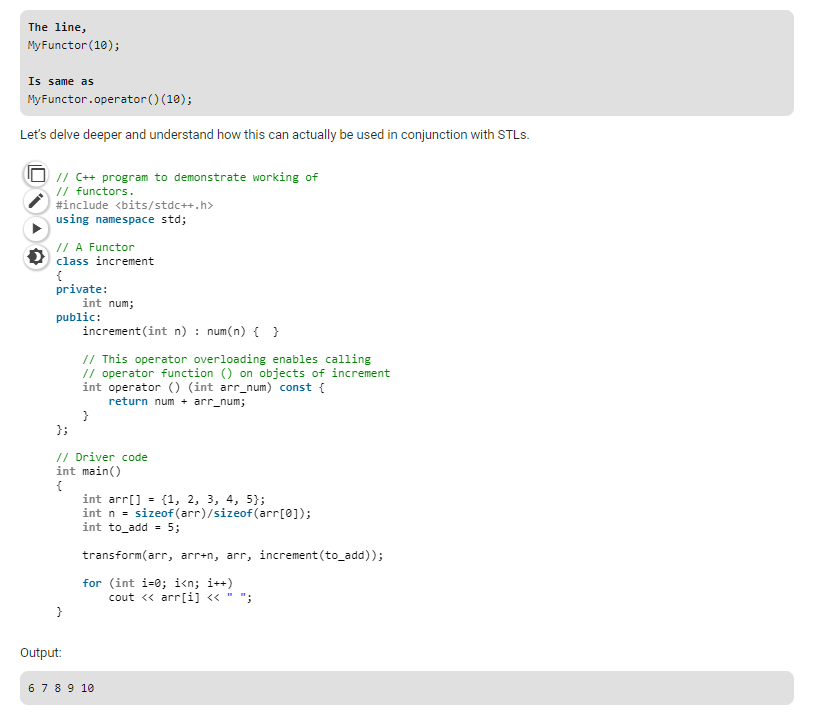 The line,
MyFunctor(10);
Is same as
MyFunctor.operator()(10);
Let's delve deeper and understand how this can actually be used in conjunction with STLs.
// C++ program to demonstrate working of
// functors.
#include <bits/stdc++.h>
using namespace std;
// A Functor
class increment
{
private:
    int num;
public:
    increment(int n) : num(n) {  }
    // This operator overloading enables calling
    // operator function () on objects of increment
    int operator () (int arr_num) const {
        return num + arr_num;
    }
};
// Driver code
int main()
{
    int arr[] = {1, 2, 3, 4, 5};
    int n = sizeof(arr)/sizeof(arr[0]);
    int to_add = 5;
    transform(arr, arr+n, arr, increment(to_add));
    for (int i=0; i<n; i++)
        cout << arr[i] << " ";
}
Output:
6 7 8 9 10